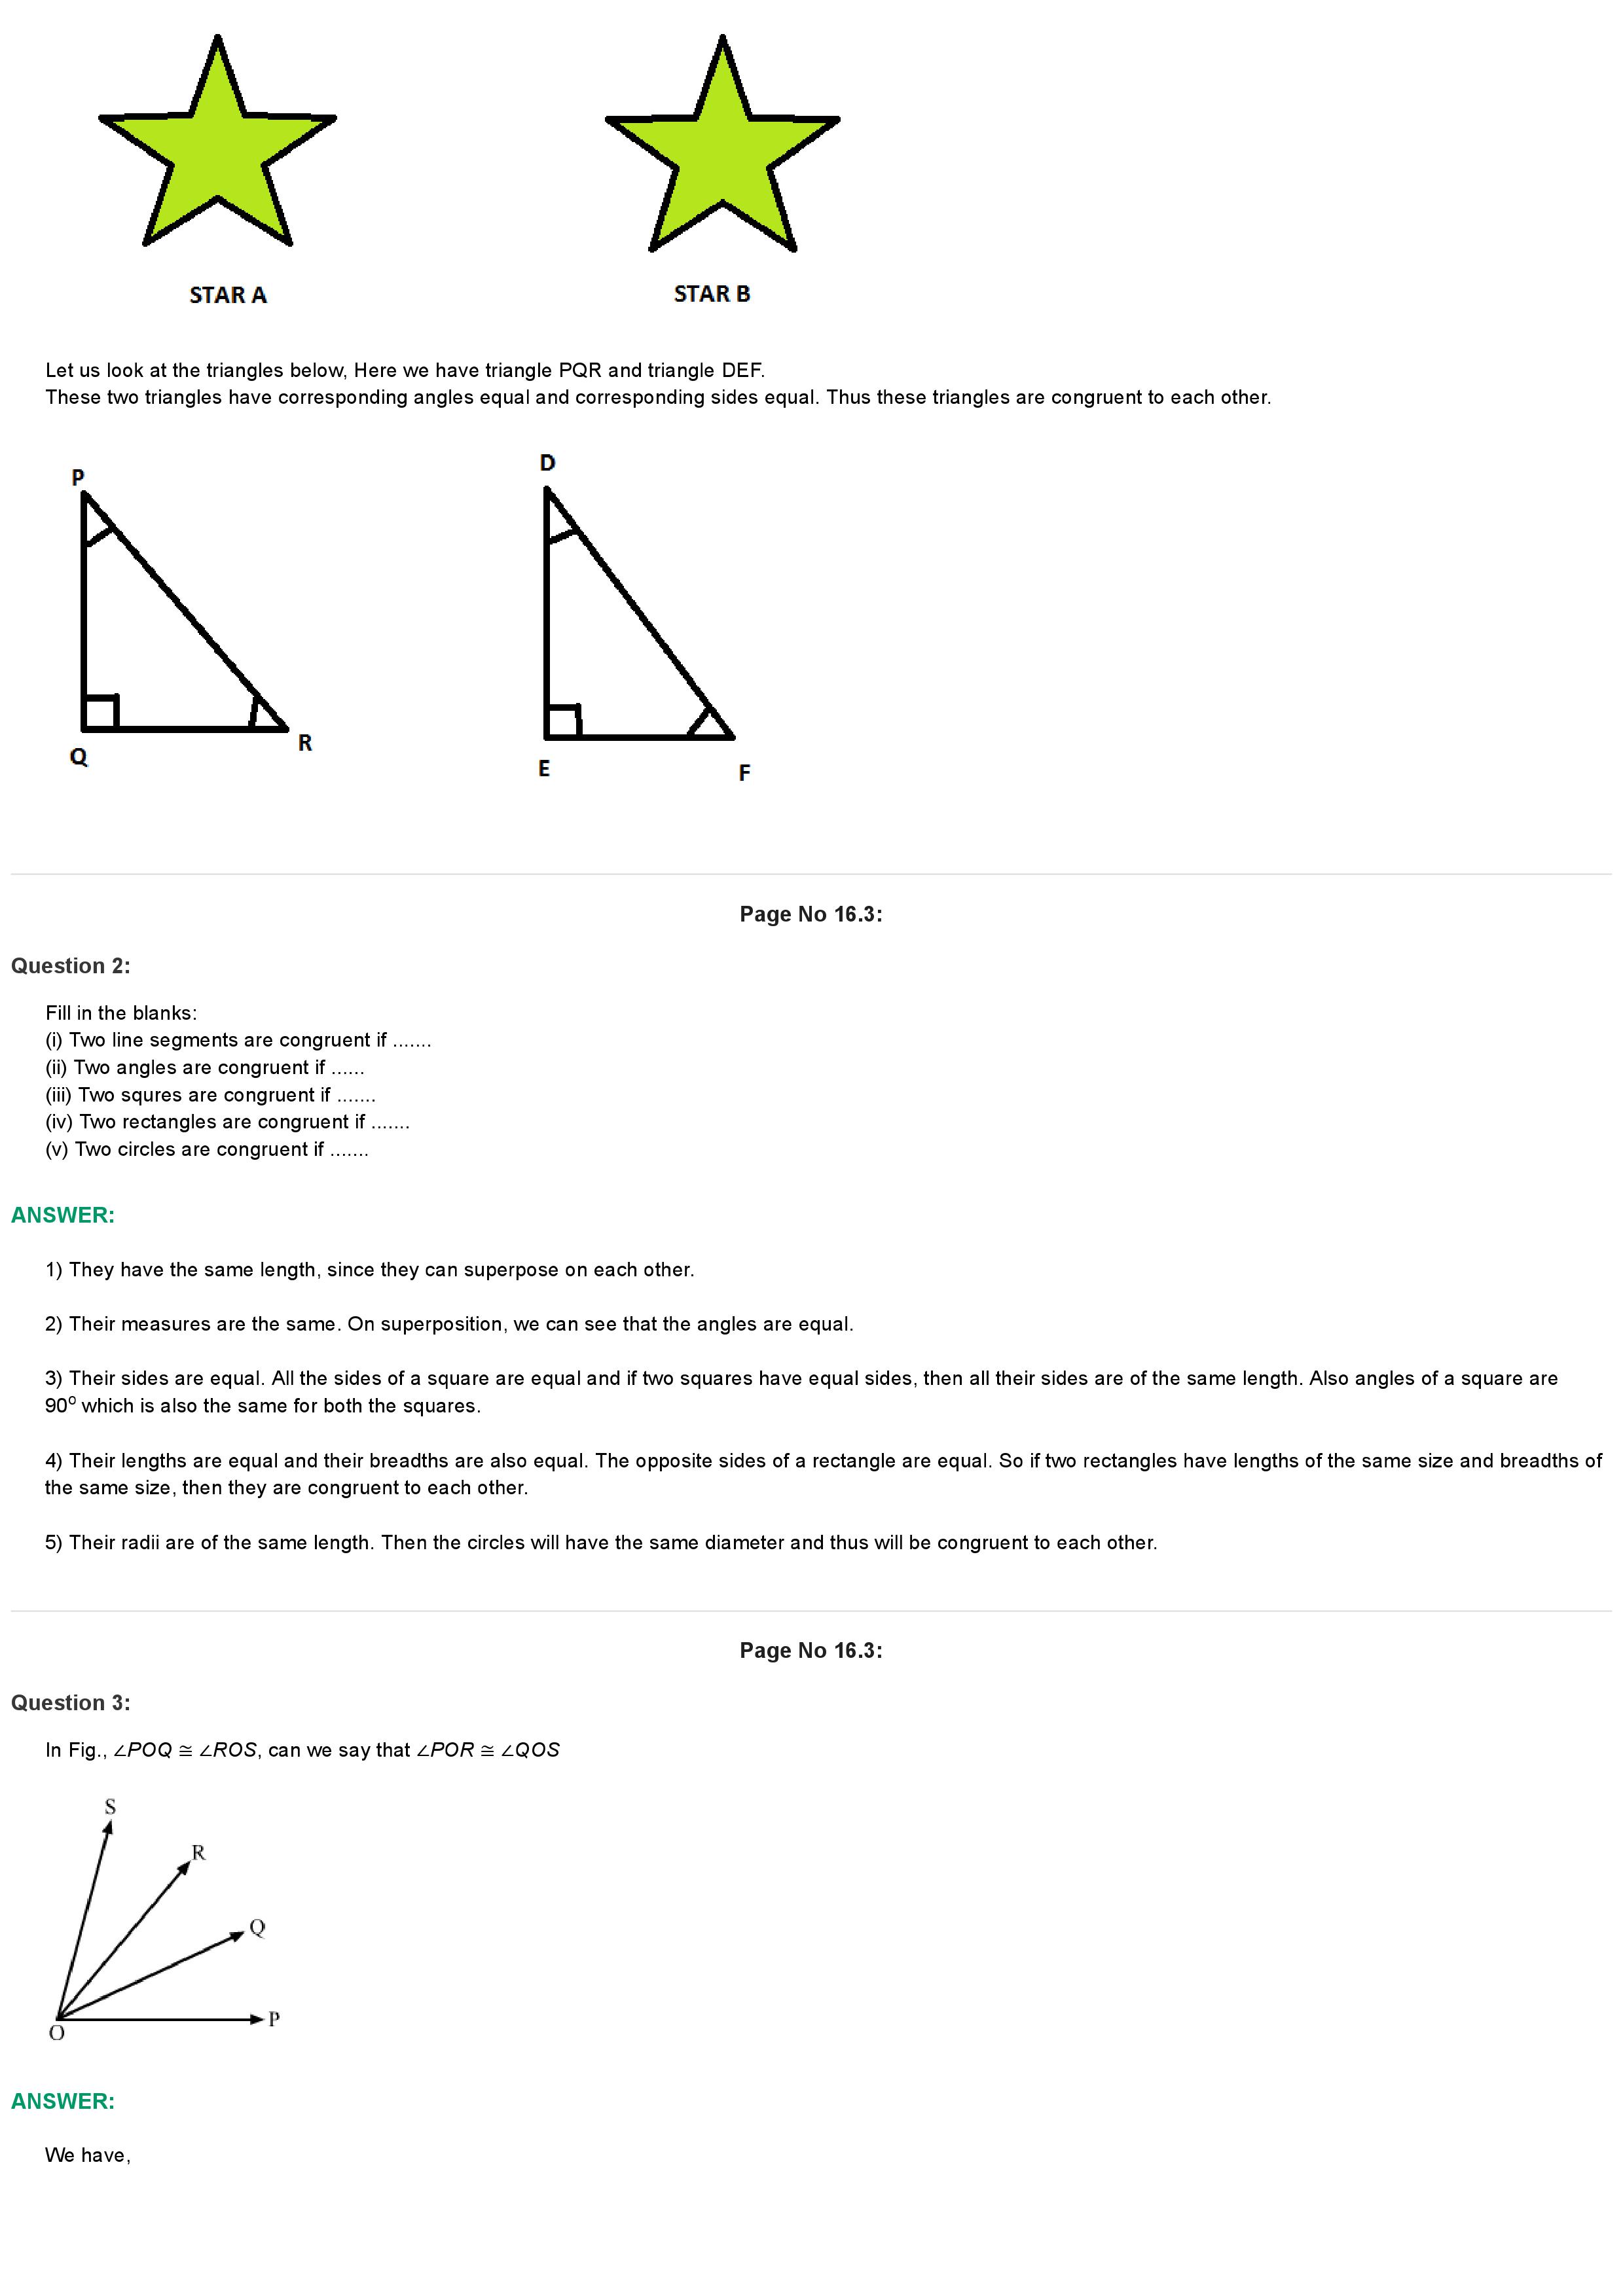 STAR A
STAR B
Let us look at the triangles below, Here we have triangle PQR and triangle DEF.
These two triangles have corresponding angles equal and corresponding sides equal. Thus these triangles are congruent to each other.
P
D
Q
R
E
F
Page No 16.3:
Question 2:
Fill in the blanks:
(i) Two line segments are congruent if .......
(ii) Two angles are congruent if ......
(iii) Two squres are congruent if .......
(iv) Two rectangles are congruent if .......
(v) Two circles are congruent if .......
ANSWER:
1) They have the same length, since they can superpose on each other.
2) Their measures are the same. On superposition, we can see that the angles are equal.
3) Their sides are equal. All the sides of a square are equal and if two squares have equal sides, then all their sides are of the same length. Also angles of a square are
90⁰ which is also the same for both the squares.
4) Their lengths are equal and their breadths are also equal. The opposite sides of a rectangle are equal. So if two rectangles have lengths of the same size and breadths of
the same size, then they are congruent to each other.
5) Their radii are of the same length. Then the circles will have the same diameter and thus will be congruent to each other.
Page No 16.3:
Question 3:
In Fig., ∠POQ ≅ ∠ROS, can we say that ∠POR ≅ ∠QOS
S
R
Q
P
O
ANSWER:
We have,